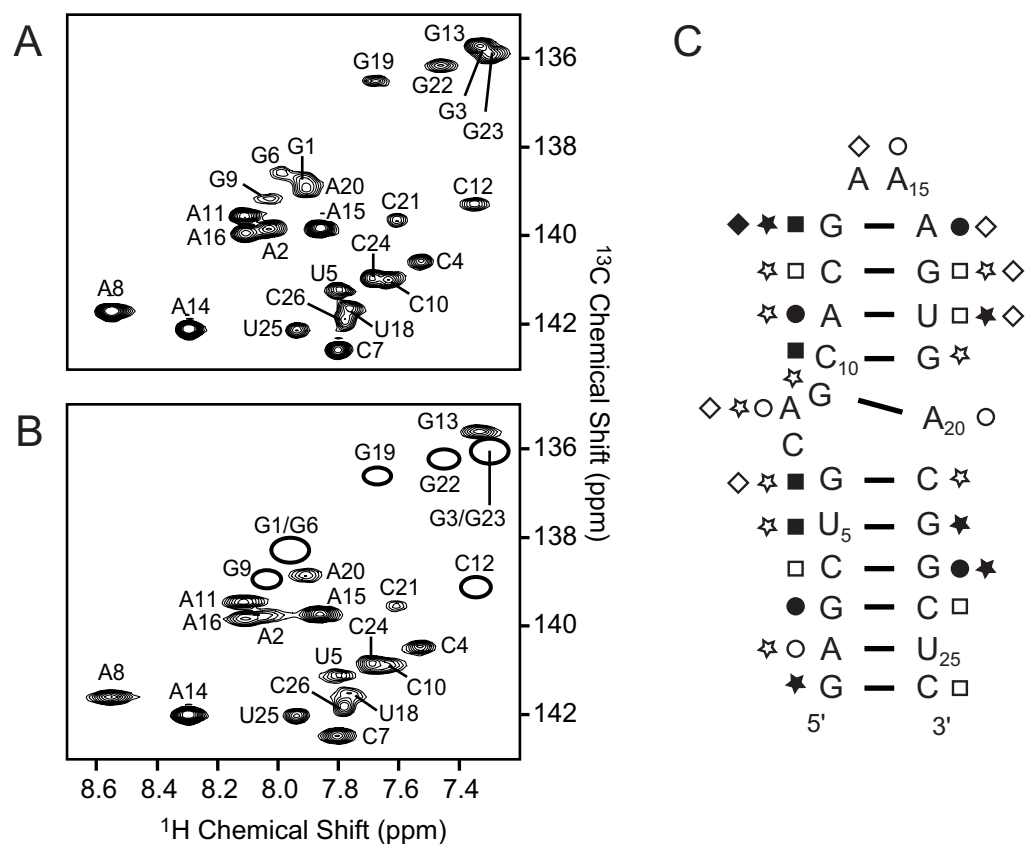 A
G13
G19
G22
G3
G23
136
G6
G1
G9
A20
A15
C12
138
A11
C21
A16
A2
C24
C4
140
U5
C10
A8
A14
C26
U18
U25
C7
142
B
G13
G19
G22
G3/G23
136
G1/G6
G9
A20
C12
138
A11
A15
C21
A16
A2
C24
C4
140
U5
C10
A8
A14
C26
U18
U25
C7
142
8.6 8.4 8.2 8.0 7.8 7.6 7.4
¹H Chemical Shift (ppm)
¹³C Chemical Shift (ppm)
C
A A₁₅
G A
C G
A U
C₁₀ G
A G A₂₀
C
G C
U₅ G
C G
G C
A U₂₅
G C
5' 3'